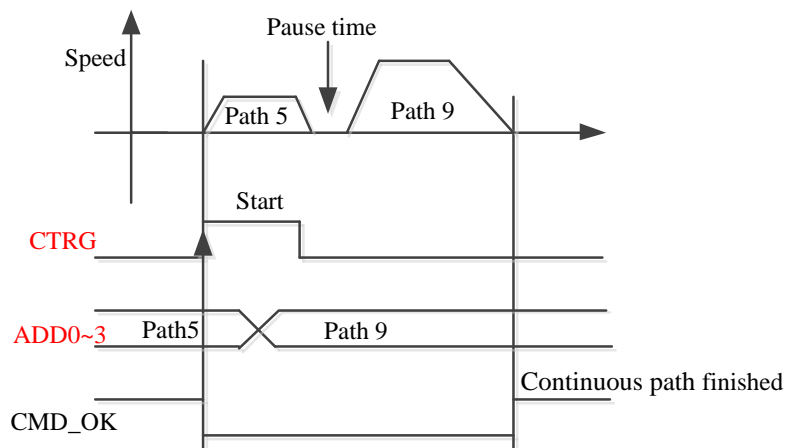 Pause time
Speed
Path 5
Path 9
Start
CTRG
ADD0~3
Path5
Path 9
Continuous path finished
CMD_OK